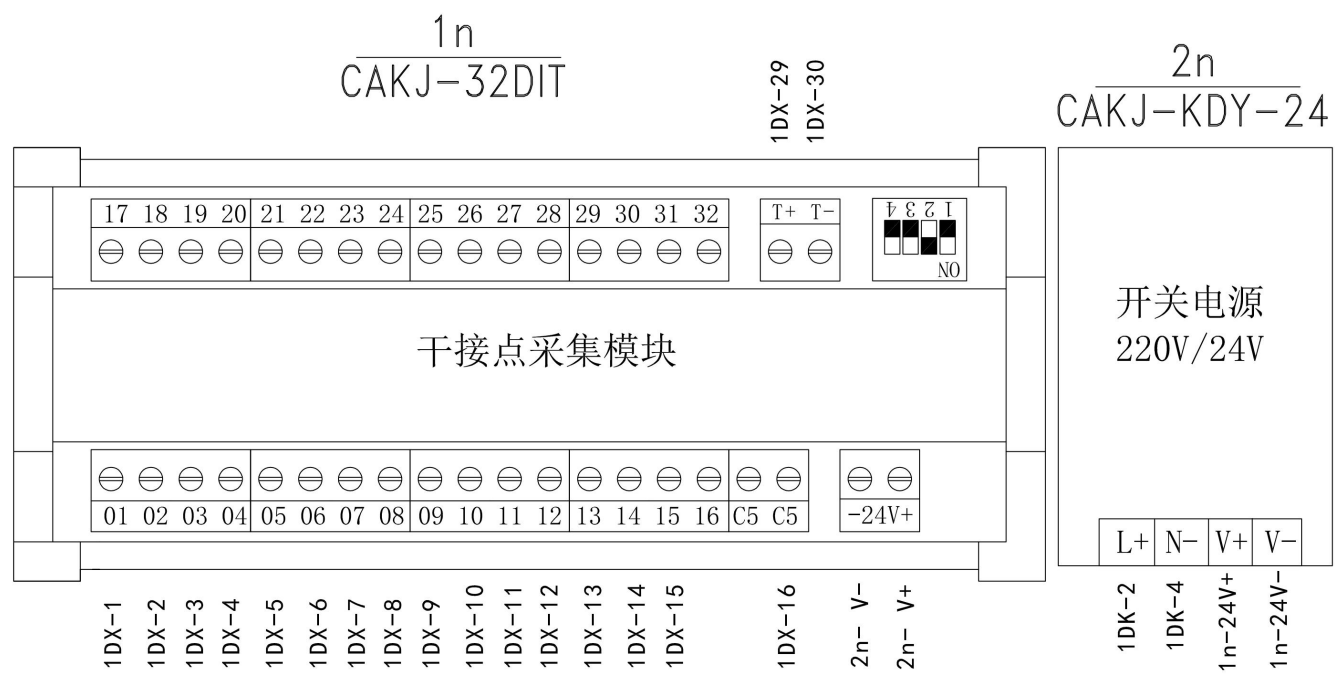 1n
CAKJ-32DIT
1DX-29
1DX-30
2n
CAKJ-KDY-24
17 18 19 20 21 22 23 24 25 26 27 28 29 30 31 32
T+ T-
4 3 2 1
ON
干接点采集模块
开关电源
220V/24V
01 02 03 04 05 06 07 08 09 10 11 12 13 14 15 16 C5 C5
-24V+
L+ N- V+ V-
1DX-1
1DX-2
1DX-3
1DX-4
1DX-5
1DX-6
1DX-7
1DX-8
1DX-9
1DX-10
1DX-11
1DX-12
1DX-13
1DX-14
1DX-15
1DX-16
2n- V-
2n- V+
1DK-2
1DK-4
1n-24V+
1n-24V-